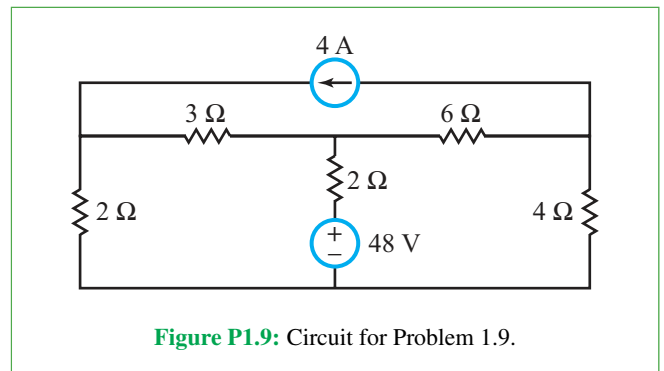 4 A
3 Ω
6 Ω
2 Ω
2 Ω
4 Ω
+
−
48 V
Figure P1.9: Circuit for Problem 1.9.